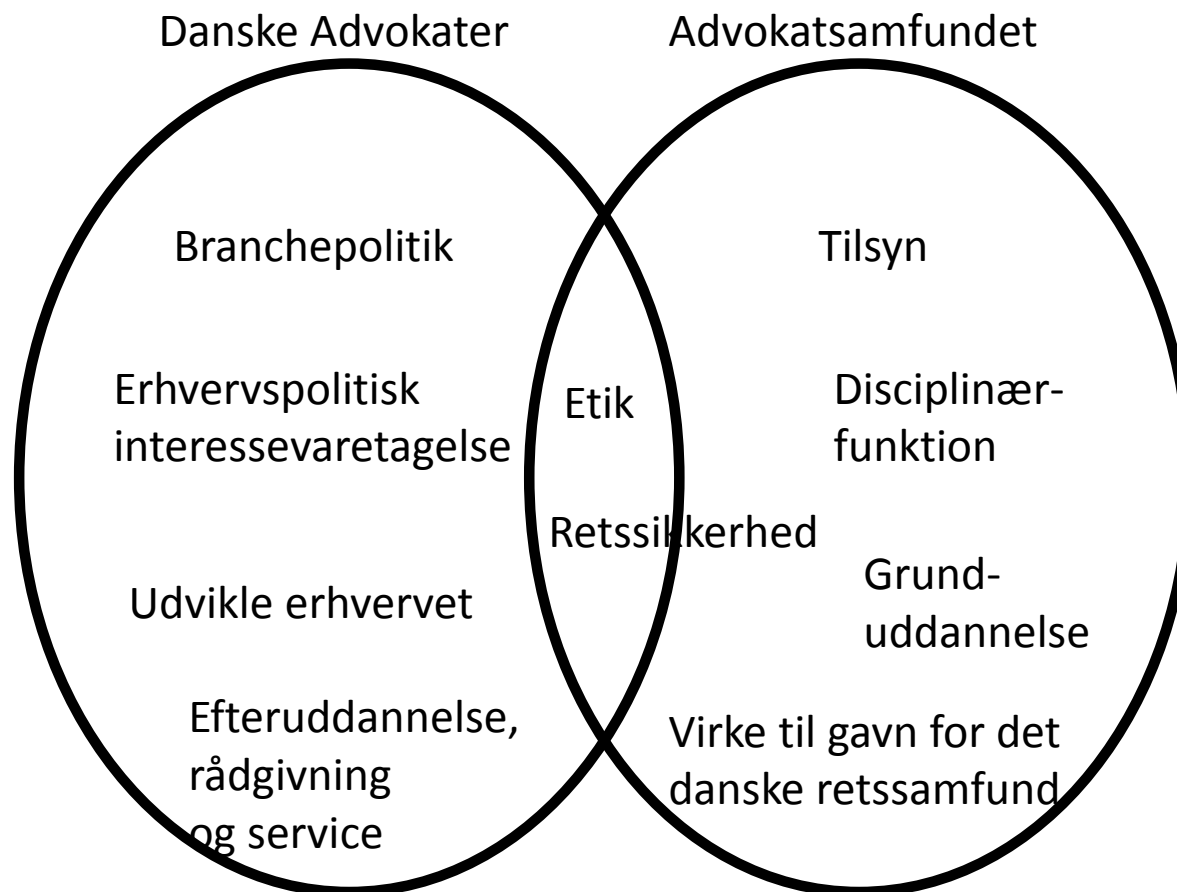 Danske Advokater
Advokatsamfundet
Branchepolitik
Tilsyn
Erhvervspolitisk
interessevaretagelse
Etik
Disciplinær-
funktion
Retssikkerhed
Udvikle erhvervet
Grund-
uddannelse
Efteruddannelse,
rådgivning
og service
Virke til gavn for det
danske retssamfund